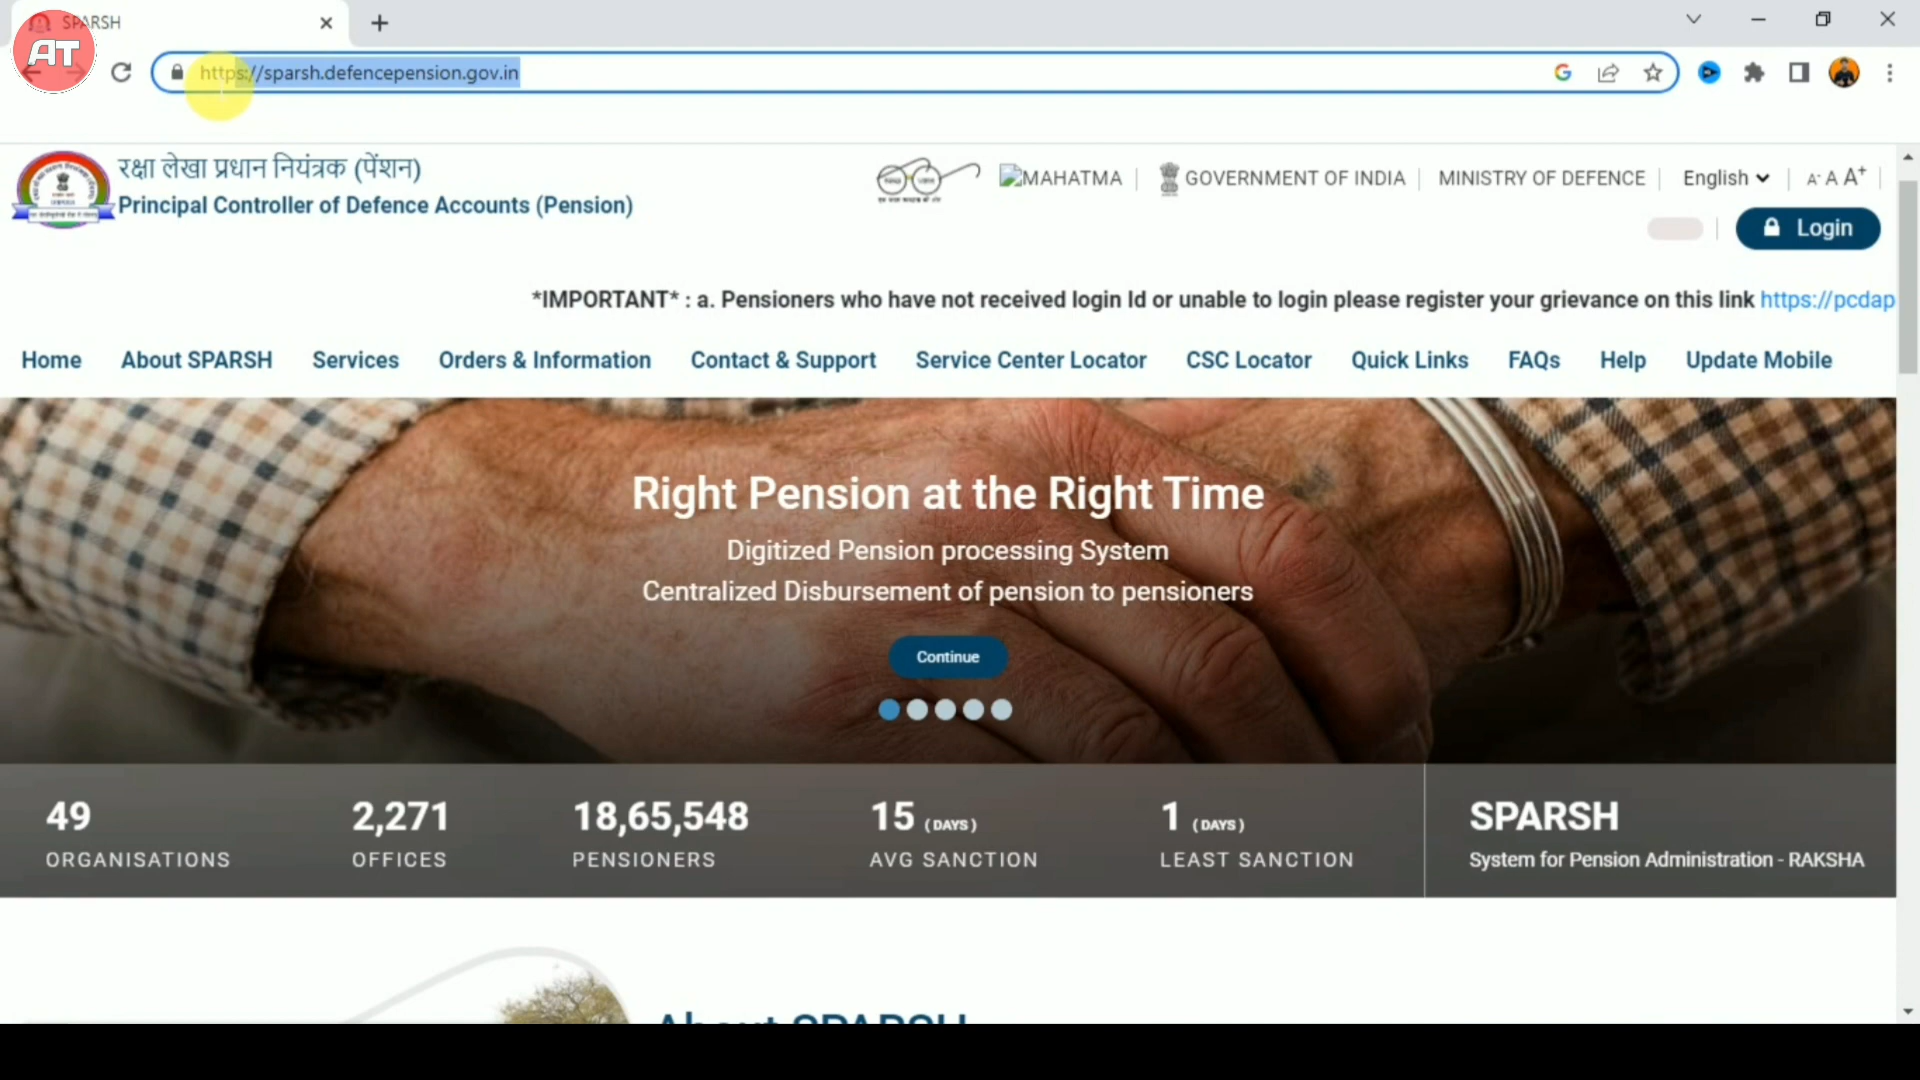 SPARSH
AT
https://sparsh.defencepension.gov.in
रक्षा लेखा प्रधान नियंत्रक (पेंशन)
Principal Controller of Defence Accounts (Pension)
MAHATMA
GOVERNMENT OF INDIA
MINISTRY OF DEFENCE
English
A- A A+
Login
*IMPORTANT* : a. Pensioners who have not received login Id or unable to login please register your grievance on this link https://pcdap
Home About SPARSH Services Orders & Information Contact & Support Service Center Locator CSC Locator Quick Links FAQs Help Update Mobile
Right Pension at the Right Time
Digitized Pension processing System
Centralized Disbursement of pension to pensioners
Continue
49 2,271 18,65,548 15 (DAYS) 1 (DAYS) SPARSH
ORGANISATIONS OFFICES PENSIONERS AVG SANCTION LEAST SANCTION System for Pension Administration - RAKSHA
About SPARSH